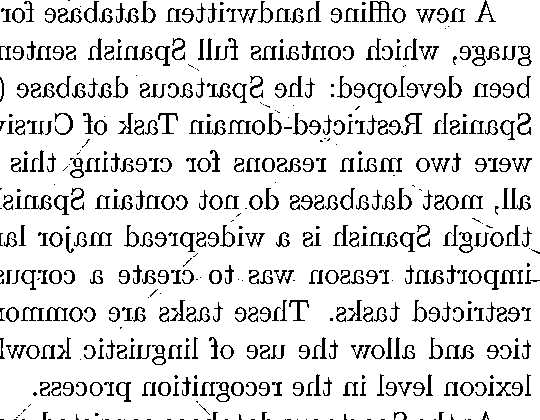 A new offline handwritten database for
guage, which contains full Spanish senten
been developed: the Spartacus database (
Spanish Restricted-domain Task of Cursiv
were two main reasons for creating this
all, most databases do not contain Spanish
though Spanish is a widespread major lan
important reason was to create a corpus
restricted tasks. These tasks are common
tice and allow the use of linguistic knowl
lexicon level in the recognition process.